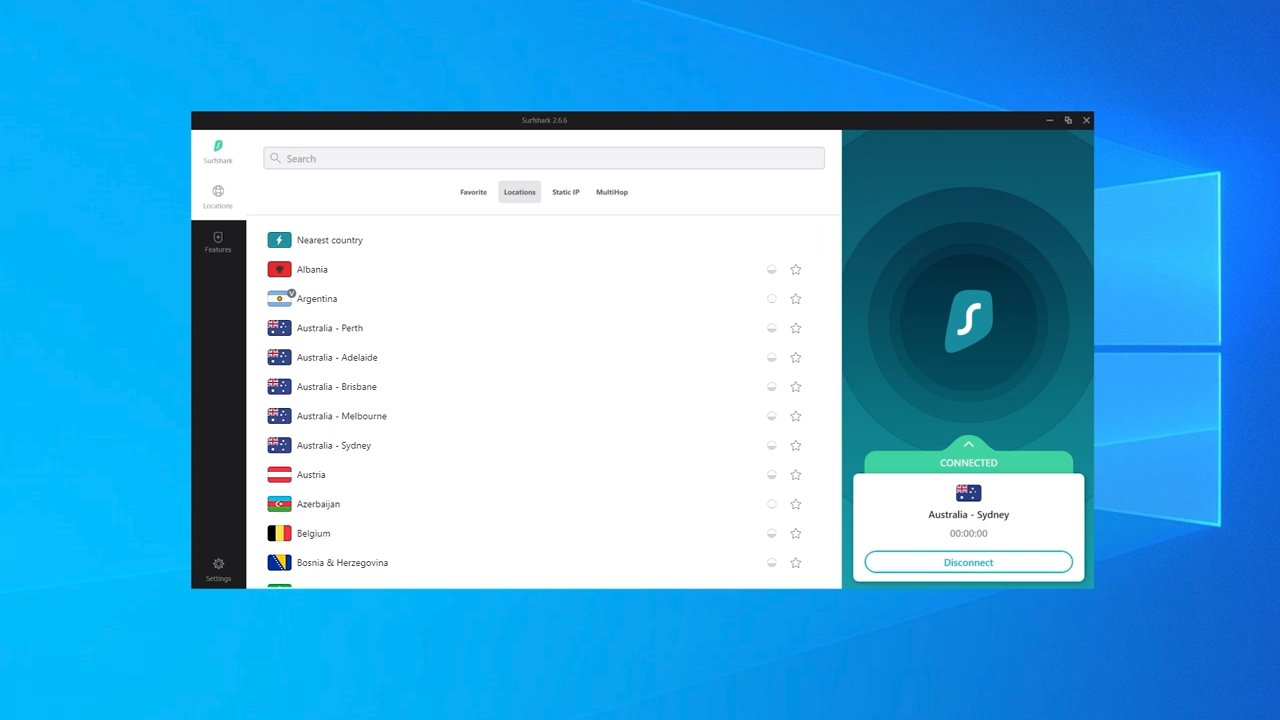 Surfshark 2.6.6
Surfshark
Locations
Features
Settings
Search
Favorite
Locations
Static IP
MultiHop
Nearest country
Albania
V
Argentina
Australia - Perth
Australia - Adelaide
Australia - Brisbane
Australia - Melbourne
Australia - Sydney
Austria
Azerbaijan
Belgium
Bosnia & Herzegovina
CONNECTED
Australia - Sydney
00:00:00
Disconnect